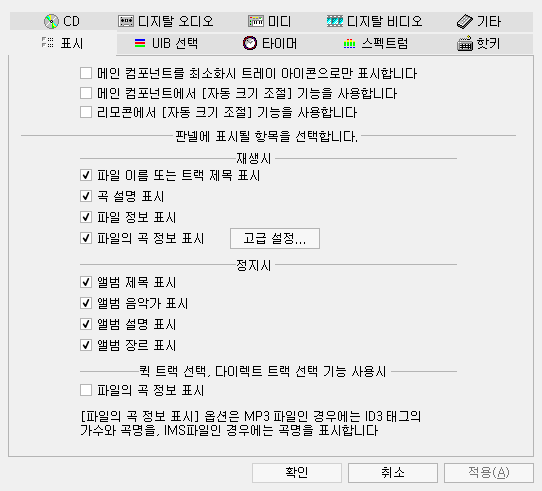 CD 디지탈 오디오 미디 디지탈 비디오 기타
표시 UIB 선택 타이머 스펙트럼 핫키
메인 컴포넌트를 최소화시 트레이 아이콘으로만 표시합니다
메인 컴포넌트에서 [자동 크기 조절] 기능을 사용합니다
리모콘에서 [자동 크기 조절] 기능을 사용합니다
판넬에 표시될 항목을 선택합니다.
재생시
파일 이름 또는 트랙 제목 표시
곡 설명 표시
파일 정보 표시
파일의 곡 정보 표시 고급 설정...
정지시
앨범 제목 표시
앨범 음악가 표시
앨범 설명 표시
앨범 장르 표시
퀵 트랙 선택, 다이렉트 트랙 선택 기능 사용시
파일의 곡 정보 표시
[파일의 곡 정보 표시] 옵션은 MP3 파일인 경우에는 ID3 태그의
가수와 곡명을, IMS파일인 경우에는 곡명을 표시합니다
확인 취소 적용(A)